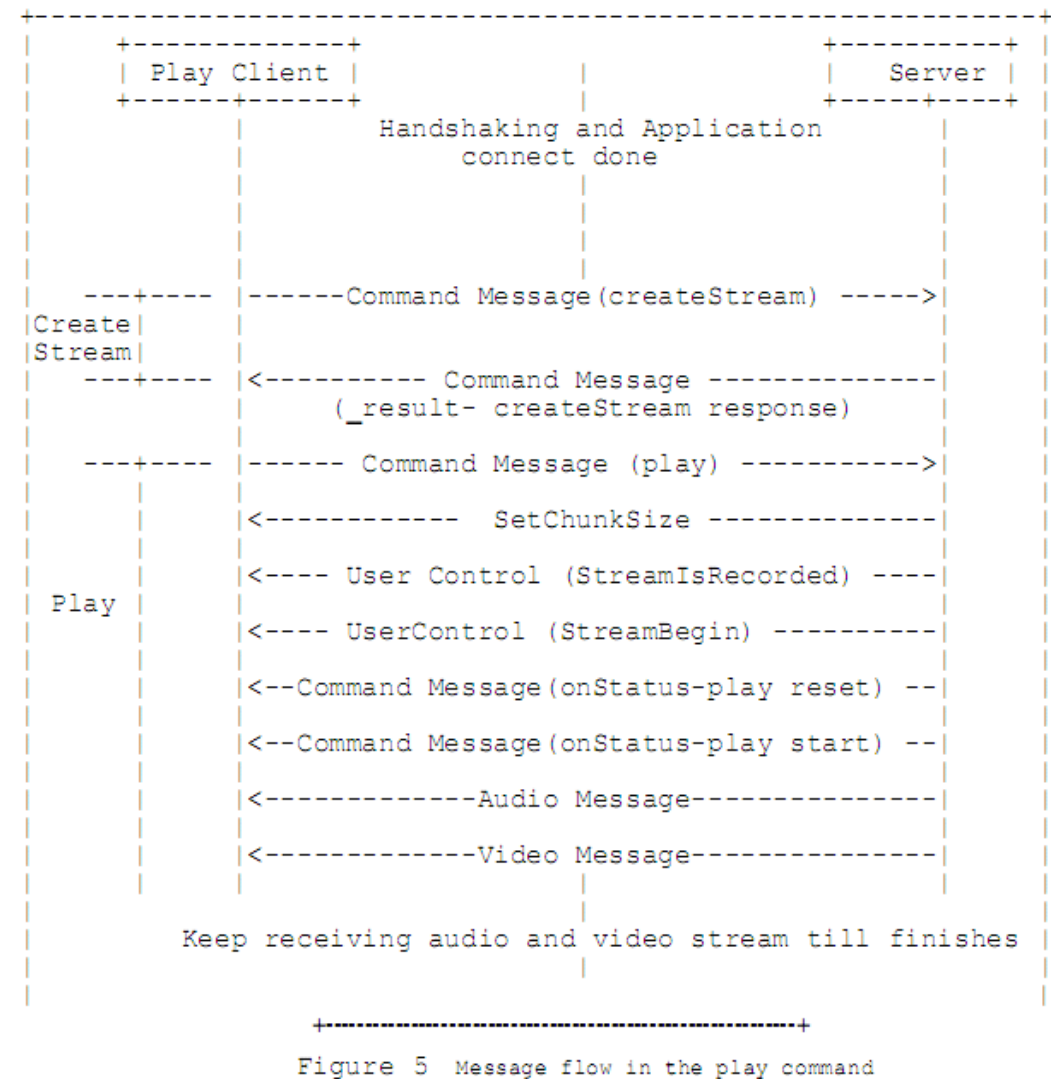 Play Client
Server
Handshaking and Application
connect done
---+---- |------Command Message(createStream) ----->|
Create
Stream
---+---- |<---------- Command Message --------------|
(_result- createStream response)
---+---- |------ Command Message (play) ----------->|
|<------------ SetChunkSize --------------|
|<---- User Control (StreamIsRecorded) ----|
Play
|<---- UserControl (StreamBegin) ----------|
|<--Command Message(onStatus-play reset) --|
|<--Command Message(onStatus-play start) --|
|<-------------Audio Message---------------|
|<-------------Video Message---------------|
Keep receiving audio and video stream till finishes
Figure 5 Message flow in the play command